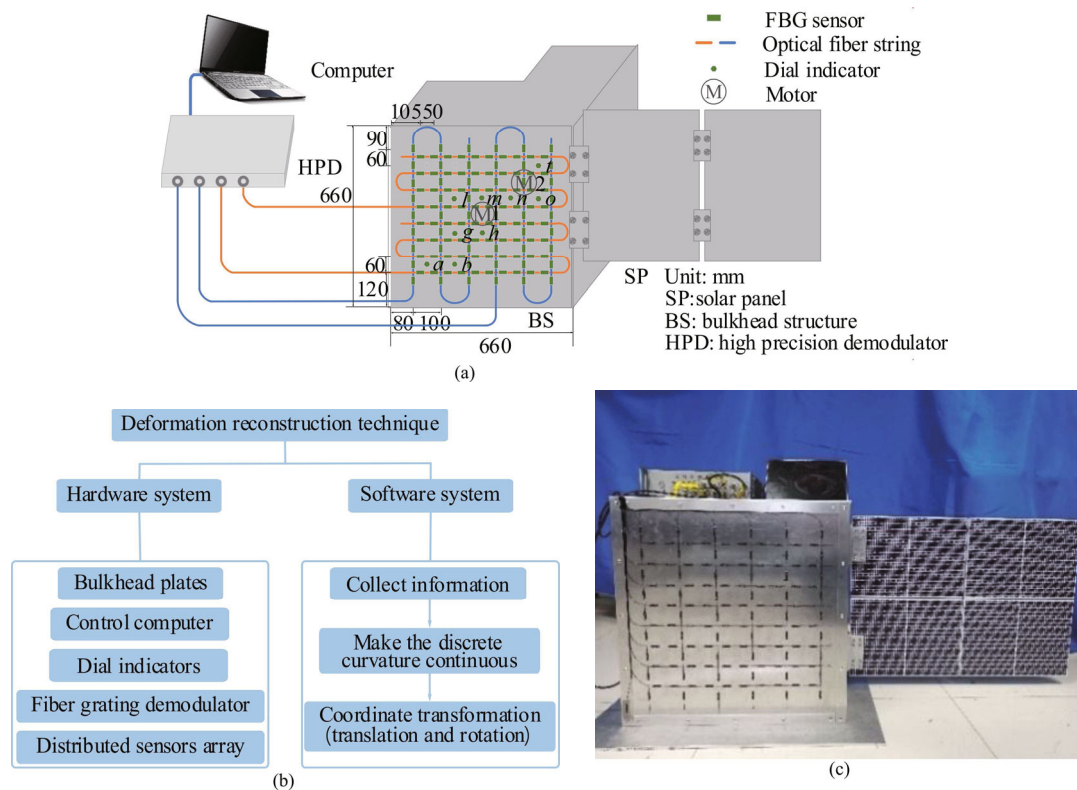 FBG sensor
Optical fiber string
Dial indicator
M Motor
Computer
10 550
90
60
HPD
660
t
M2
l m n o
M1
g h
60
a b
120
80 100
BS
660
SP Unit: mm
SP:solar panel
BS: bulkhead structure
HPD: high precision demodulator
(a)
Deformation reconstruction technique
Hardware system
Software system
Bulkhead plates
Control computer
Dial indicators
Fiber grating demodulator
Distributed sensors array
Collect information
Make the discrete
curvature continuous
Coordinate transformation
(translation and rotation)
(b)
(c)